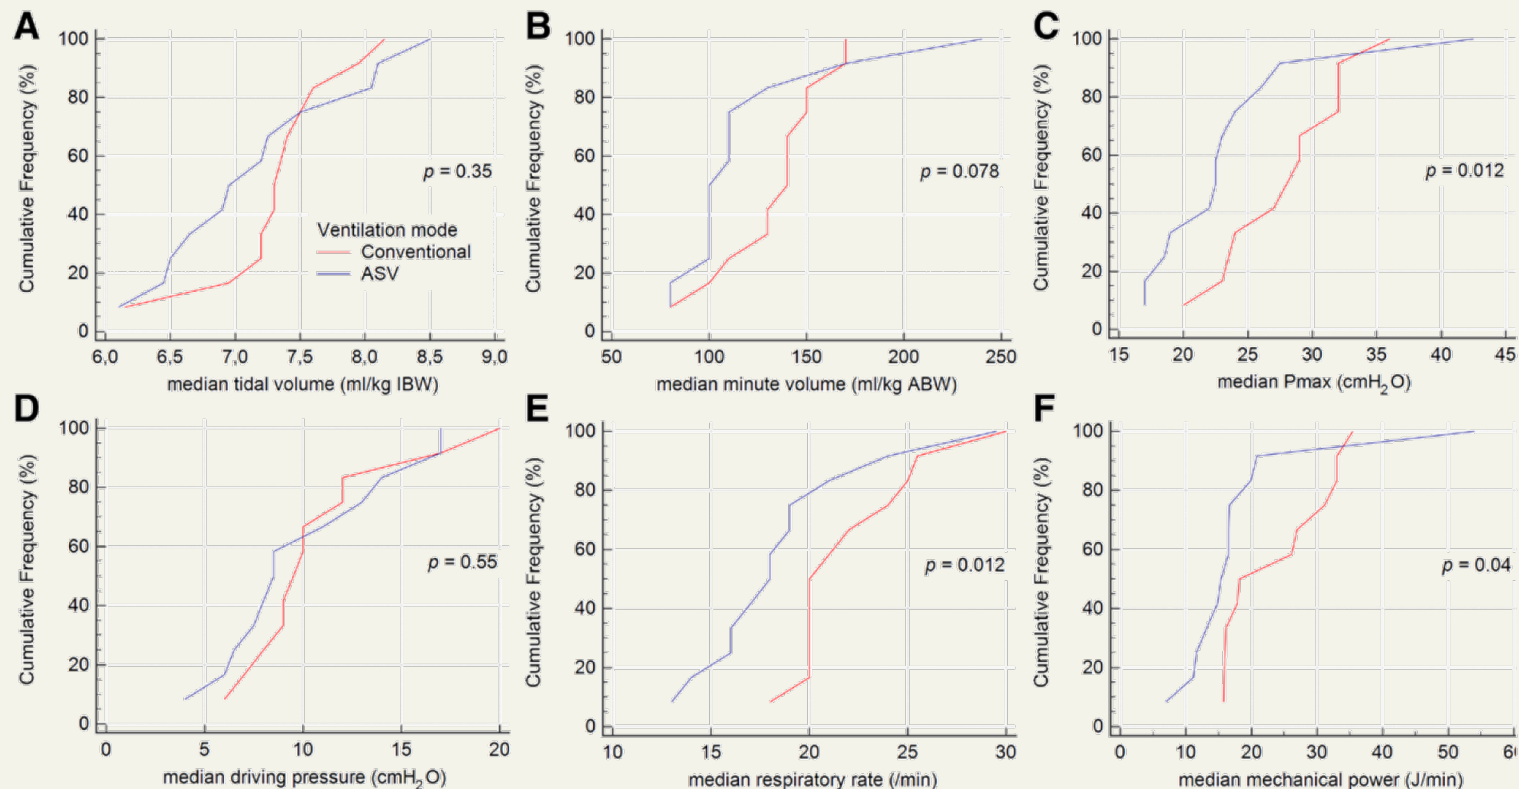 A
Cumulative Frequency (%)
100
80
60
40
20
0
6,0 6,5 7,0 7,5 8,0 8,5 9,0
median tidal volume (ml/kg IBW)
p = 0.35
Ventilation mode
Conventional
ASV
B
Cumulative Frequency (%)
100
80
60
40
20
0
50 100 150 200 250
median minute volume (ml/kg ABW)
p = 0.078
C
Cumulative Frequency (%)
100
80
60
40
20
0
15 20 25 30 35 40 45
median Pmax (cmH2O)
p = 0.012
D
Cumulative Frequency (%)
100
80
60
40
20
0
0 5 10 15 20
median driving pressure (cmH2O)
p = 0.55
E
Cumulative Frequency (%)
100
80
60
40
20
0
10 15 20 25 30
median respiratory rate (/min)
p = 0.012
F
Cumulative Frequency (%)
100
80
60
40
20
0
0 10 20 30 40 50
median mechanical power (J/min)
p = 0.04